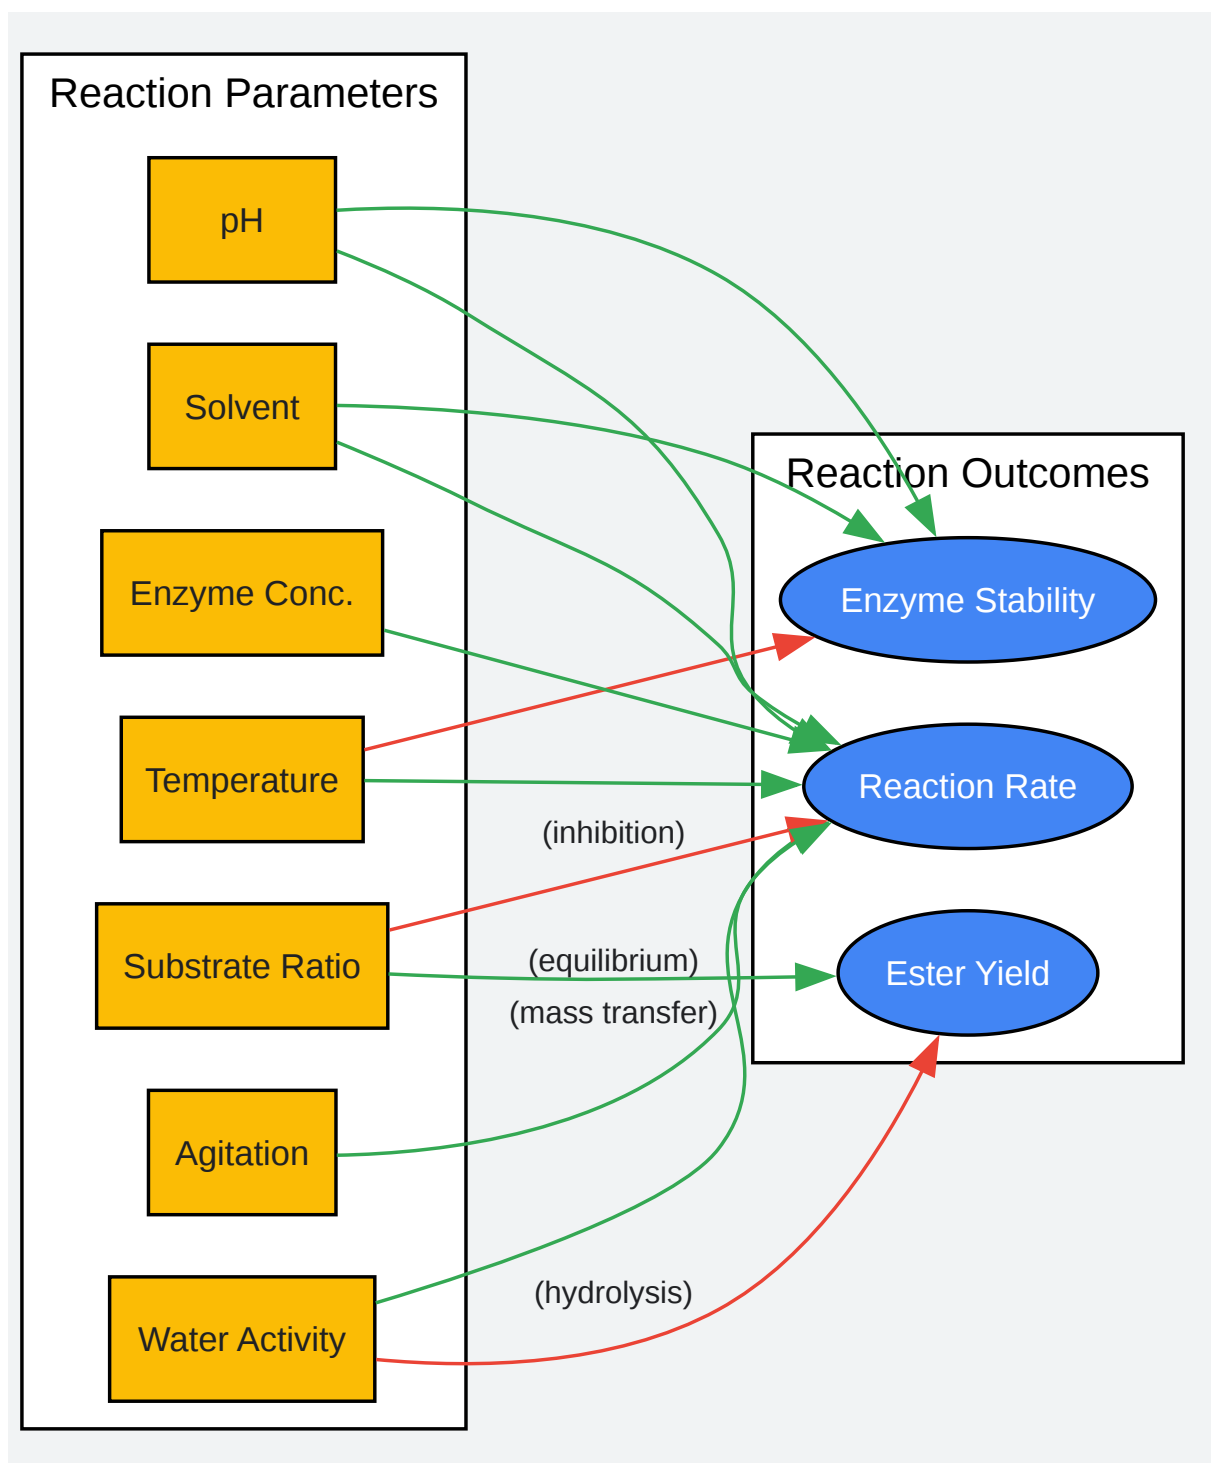 Reaction Parameters
pH
Solvent
Enzyme Conc.
Temperature
Substrate Ratio
Agitation
Water Activity
(inhibition)
(equilibrium)
(mass transfer)
(hydrolysis)
Reaction Outcomes
Enzyme Stability
Reaction Rate
Ester Yield